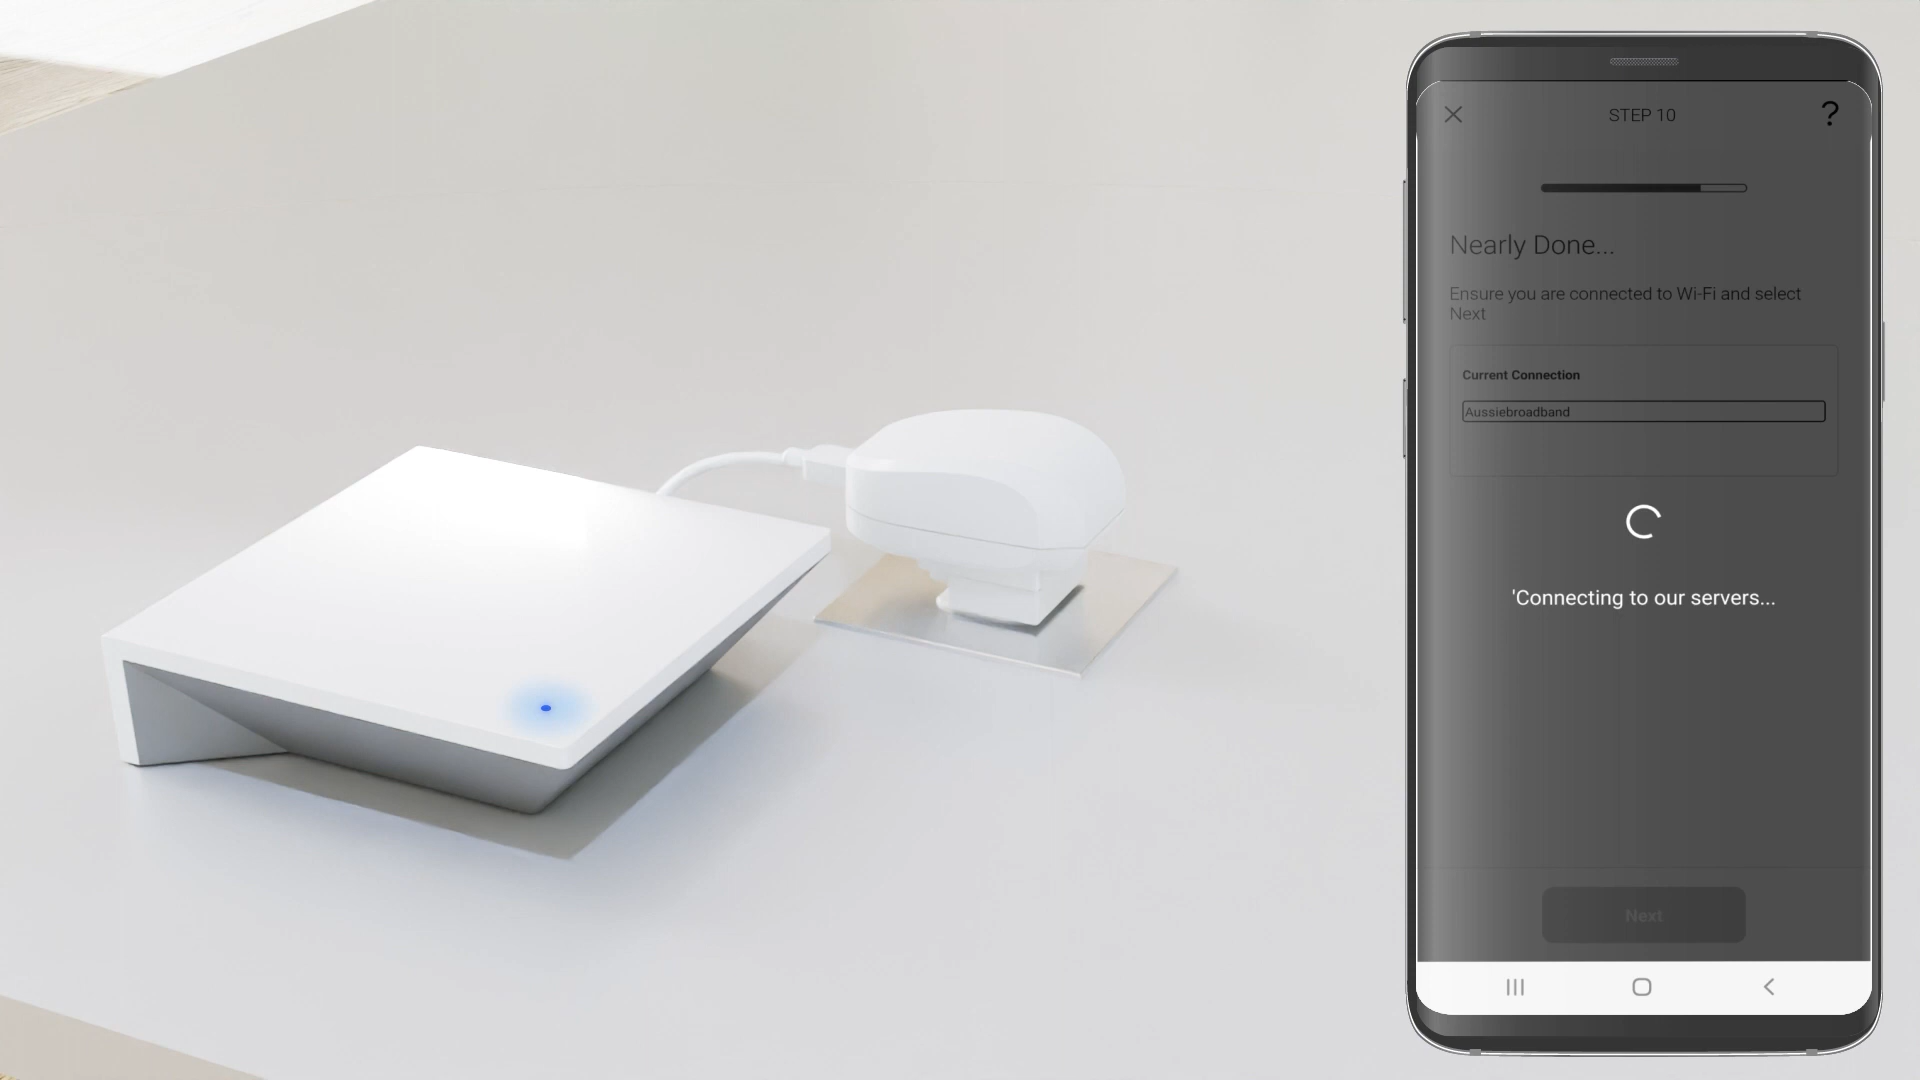 STEP 10
?
Nearly Done...
Ensure you are connected to Wi-Fi and select
Next
Current Connection
Aussiebroadband
'Connecting to our servers...
Next